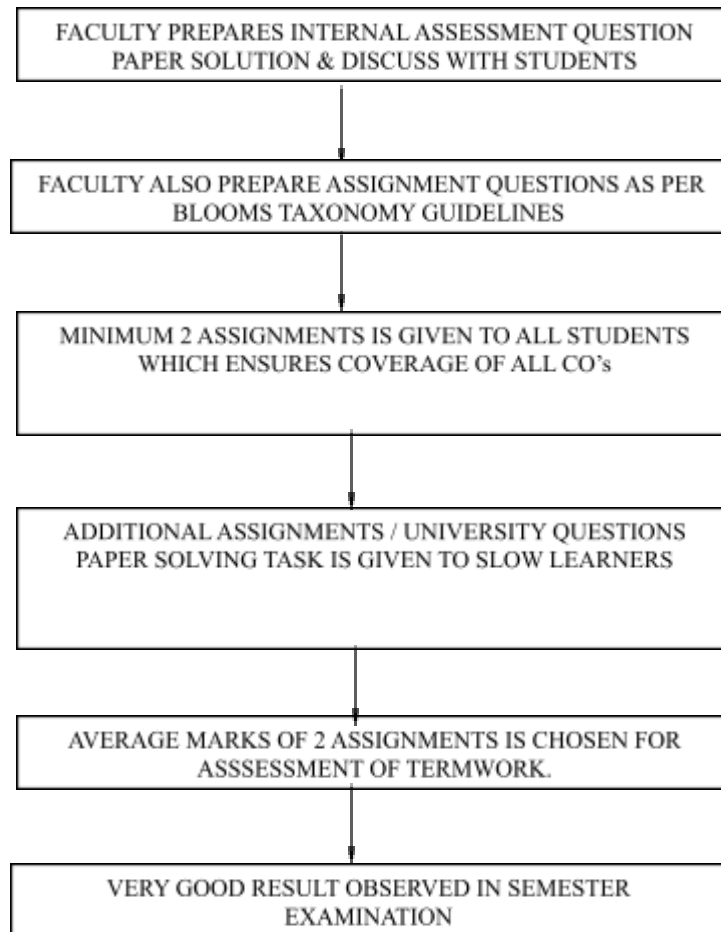 FACULTY PREPARES INTERNAL ASSESSMENT QUESTION
PAPER SOLUTION & DISCUSS WITH STUDENTS
FACULTY ALSO PREPARE ASSIGNMENT QUESTIONS AS PER
BLOOMS TAXONOMY GUIDELINES
MINIMUM 2 ASSIGNMENTS IS GIVEN TO ALL STUDENTS
WHICH ENSURES COVERAGE OF ALL CO’s
ADDITIONAL ASSIGNMENTS / UNIVERSITY QUESTIONS
PAPER SOLVING TASK IS GIVEN TO SLOW LEARNERS
AVERAGE MARKS OF 2 ASSIGNMENTS IS CHOSEN FOR
ASSSESSMENT OF TERMWORK.
VERY GOOD RESULT OBSERVED IN SEMESTER
EXAMINATION